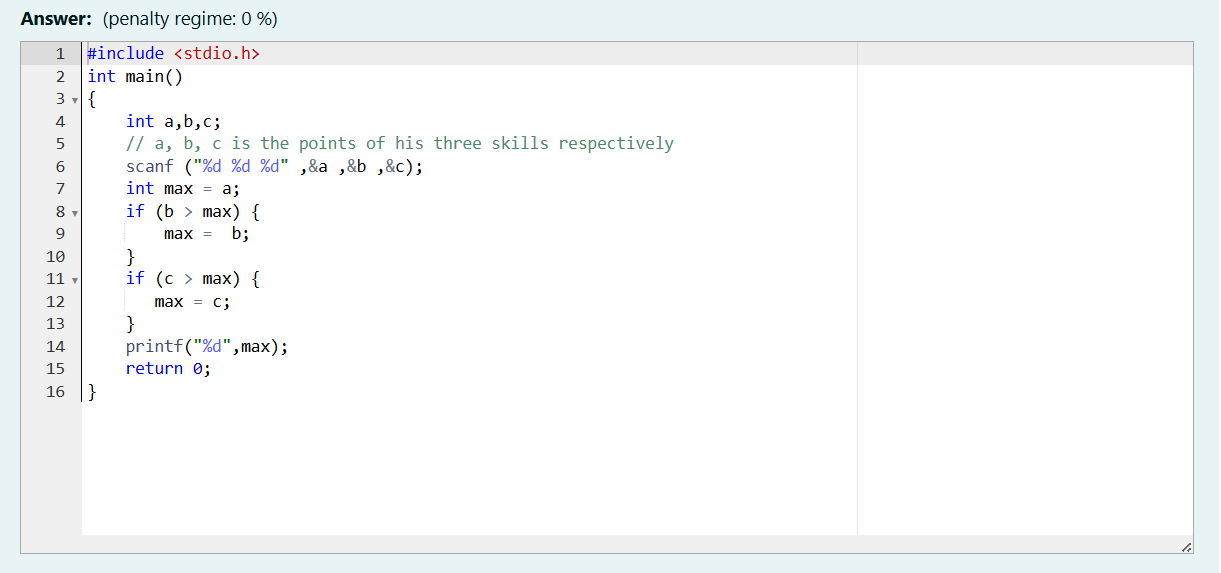 Answer: (penalty regime: 0 %)
1 #include <stdio.h>
2 int main()
3 {
4     int a,b,c;
5     // a, b, c is the points of his three skills respectively
6     scanf ("%d %d %d" ,&a ,&b ,&c);
7     int max = a;
8     if (b > max) {
9         max =  b;
10     }
11     if (c > max) {
12        max = c;
13     }
14     printf("%d",max);
15     return 0;
16 }